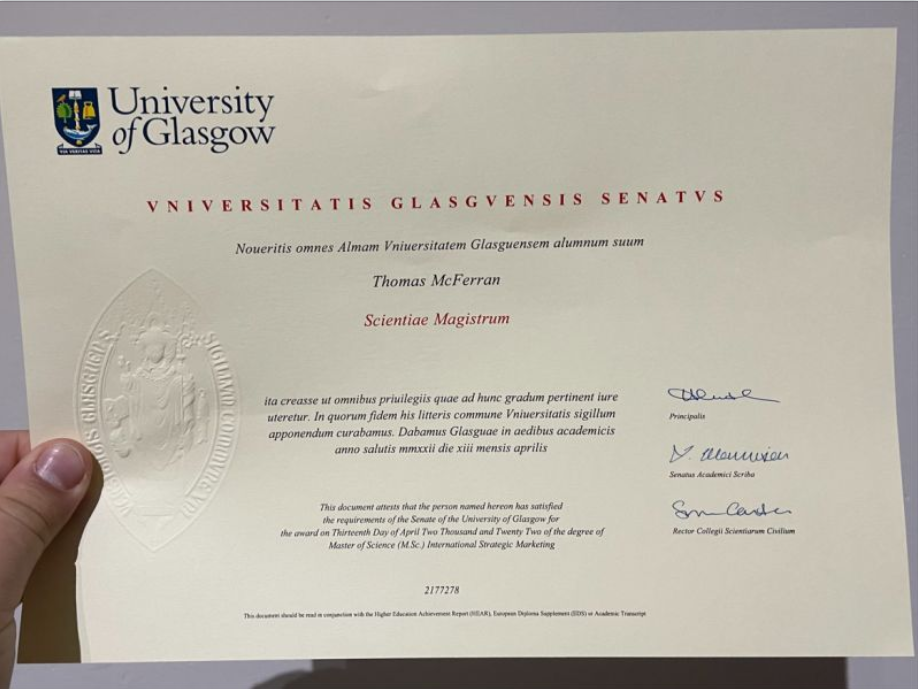 University
of Glasgow
VIA VERITAS VITA
VNIVERSITATIS GLASGVENSIS SENATVS
Noueritis omnes Almam Vniuersitatem Glasguensem alumnum suum
Thomas McFerran
Scientiae Magistrum
ita creasse ut omnibus priuilegiis quae ad hunc gradum pertinent iure
uteretur. In quorum fidem his litteris commune Vniuersitatis sigillum
apponendum curabamus. Dabamus Glasguae in aedibus academicis
anno salutis mmxxii die xiii mensis aprilis
Principalis
Senatus Academici Scriba
Rector Collegii Scientiarum Civilium
This document attests that the person named hereon has satisfied
the requirements of the Senate of the University of Glasgow for
the award on Thirteenth Day of April Two Thousand and Twenty Two of the degree of
Master of Science (M.Sc.) International Strategic Marketing
2177278
This document should be read in conjunction with the Higher Education Achievement Report (HEAR), European Diploma Supplement (EDS) or Academic Transcript.